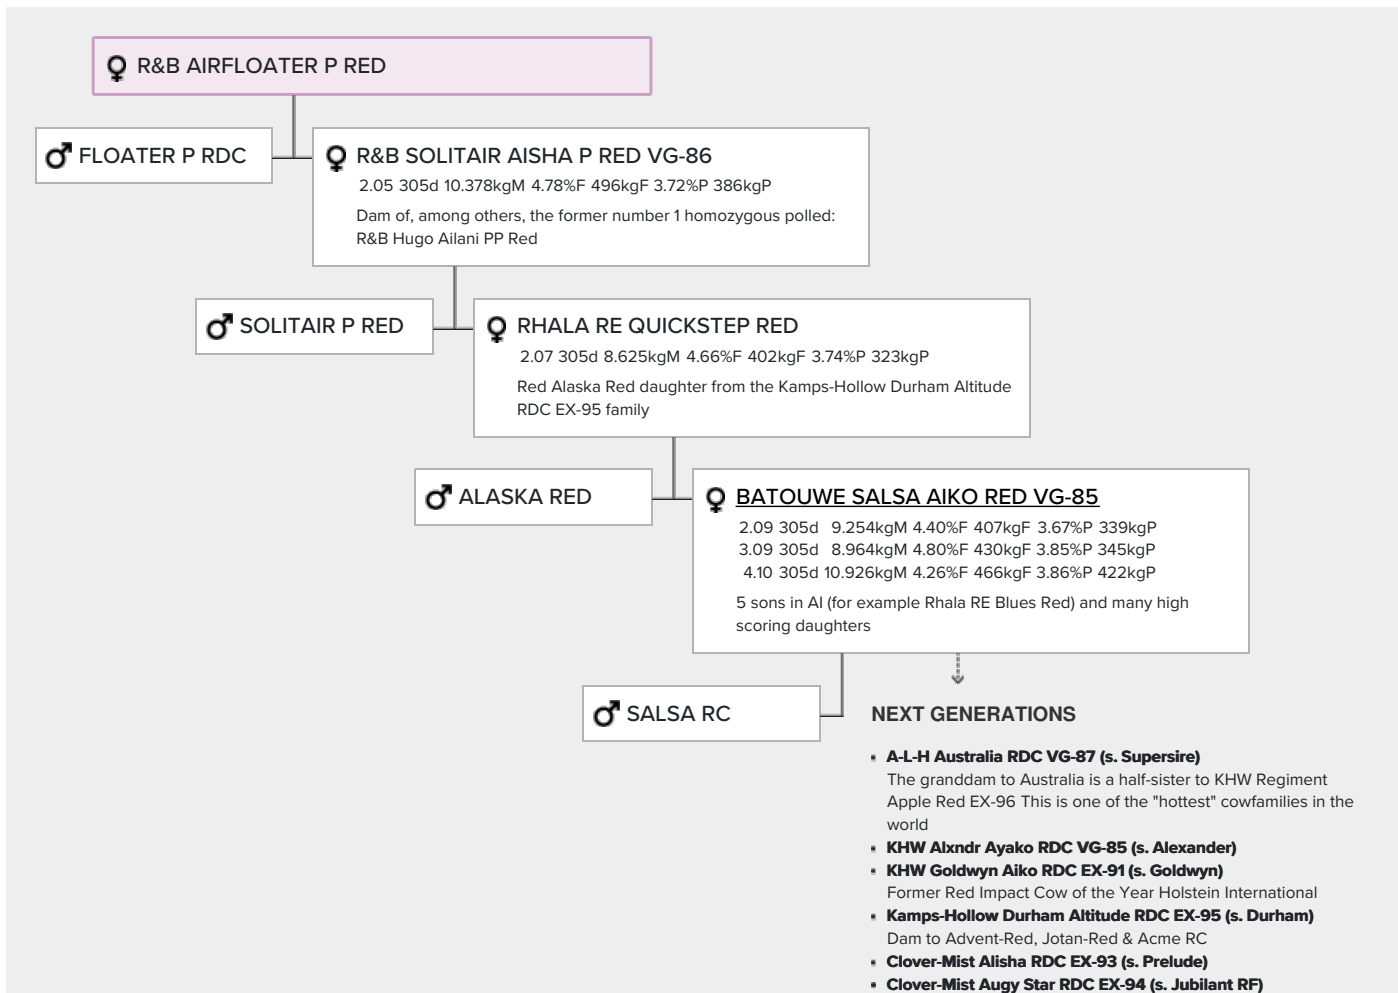 R&B AIRFLOATER P RED
FLOATER P RDC
R&B SOLITAIR AISHA P RED VG-86
2.05 305d 10.378kgM 4.78%F 496kgF 3.72%P 386kgP
Dam of, among others, the former number 1 homozygous polled:
R&B Hugo Ailani PP Red
SOLITAIR P RED
RHALA RE QUICKSTEP RED
2.07 305d 8.625kgM 4.66%F 402kgF 3.74%P 323kgP
Red Alaska Red daughter from the Kamps-Hollow Durham Altitude
RDC EX-95 family
ALASKA RED
BATOUWE SALSA AIKO RED VG-85
2.09 305d 9.254kgM 4.40%F 407kgF 3.67%P 339kgP
3.09 305d 8.964kgM 4.80%F 430kgF 3.85%P 345kgP
4.10 305d 10.926kgM 4.26%F 466kgF 3.86%P 422kgP
5 sons in AI (for example Rhala RE Blues Red) and many high
scoring daughters
SALSA RC
NEXT GENERATIONS
▪ A-L-H Australia RDC VG-87 (s. Supersire)
The granddam to Australia is a half-sister to KHW Regiment
Apple Red EX-96 This is one of the "hottest" cowfamilies in the
world
▪ KHW Alxndr Ayako RDC VG-85 (s. Alexander)
▪ KHW Goldwyn Aiko RDC EX-91 (s. Goldwyn)
Former Red Impact Cow of the Year Holstein International
▪ Kamps-Hollow Durham Altitude RDC EX-95 (s. Durham)
Dam to Advent-Red, Jotan-Red & Acme RC
▪ Clover-Mist Alisha RDC EX-93 (s. Prelude)
▪ Clover-Mist Augy Star RDC EX-94 (s. Jubilant RF)